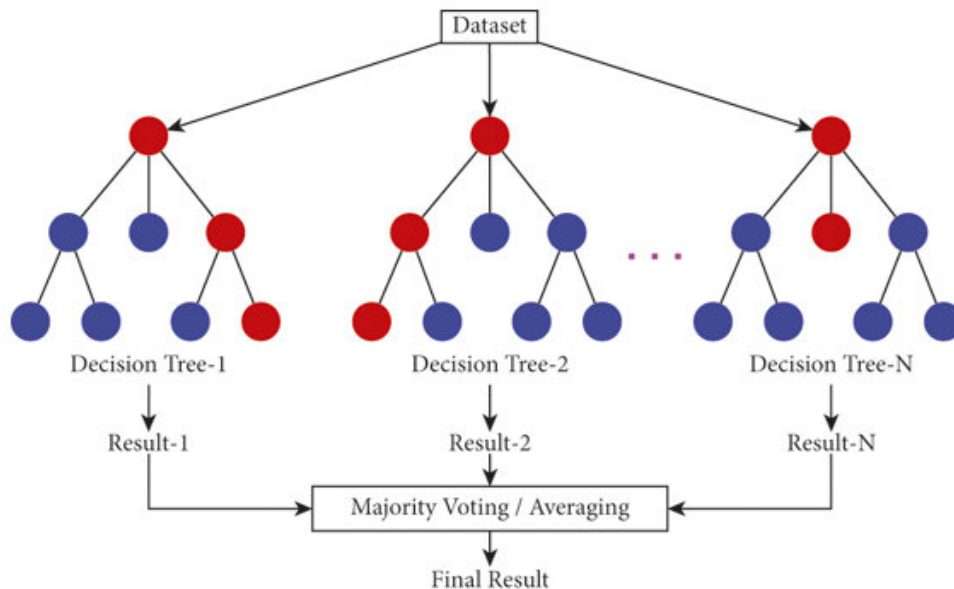 Dataset
Decision Tree-1
Decision Tree-2
Decision Tree-N
Result-1
Result-2
Result-N
Majority Voting / Averaging
Final Result